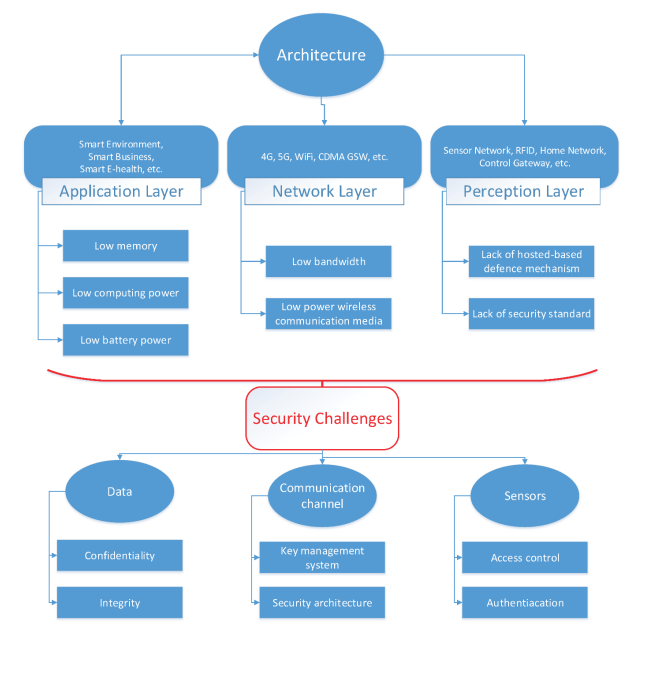 Architecture
Smart Environment,
Smart Business,
Smart E-health, etc.
Application Layer
4G, 5G, WiFi, CDMA GSW, etc.
Network Layer
Sensor Network, RFID, Home Network,
Control Gateway, etc.
Perception Layer
Low memory
Low computing power
Low battery power
Low bandwidth
Low power wireless
communication media
Lack of hosted-based
defence mechanism
Lack of security standard
Security Challenges
Data
Confidentiality
Integrity
Communication
channel
Key management
system
Security architecture
Sensors
Access control
Authentiacation